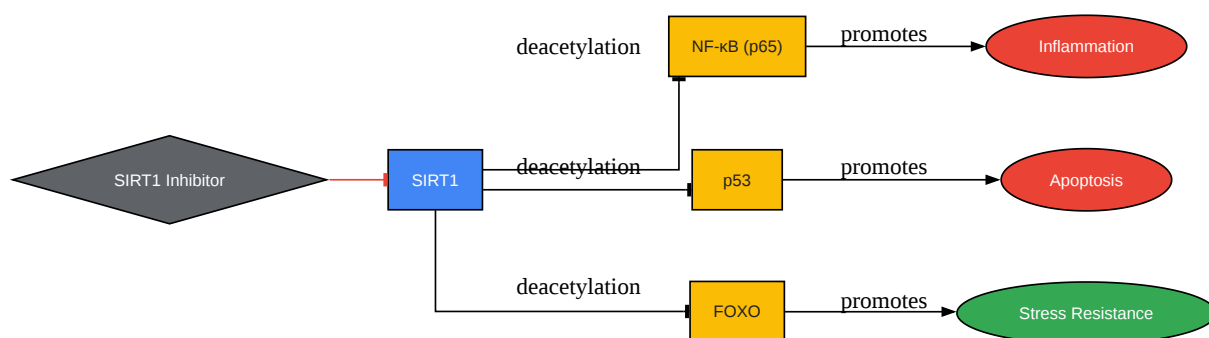 deacetylation
NF-κB (p65)
promotes
Inflammation
SIRT1 Inhibitor
SIRT1
deacetylation
p53
promotes
Apoptosis
deacetylation
FOXO
promotes
Stress Resistance